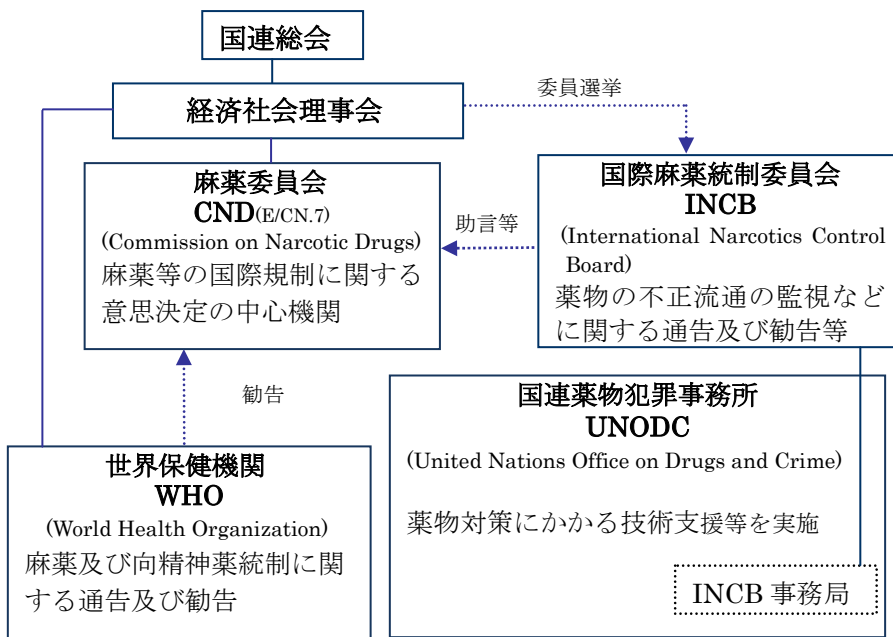 国連総会
経済社会理事会
委員選挙
麻薬委員会
CND(E/CN.7)
(Commission on Narcotic Drugs)
麻薬等の国際規制に関する
意思決定の中心機関
助言等
国際麻薬統制委員会
INCB
(International Narcotics Control
Board)
薬物の不正流通の監視など
に関する通告及び勧告等
勧告
世界保健機関
WHO
(World Health Organization)
麻薬及び向精神薬統制に関
する通告及び勧告
国連薬物犯罪事務所
UNODC
(United Nations Office on Drugs and Crime)
薬物対策にかかる技術支援等を実施
INCB 事務局